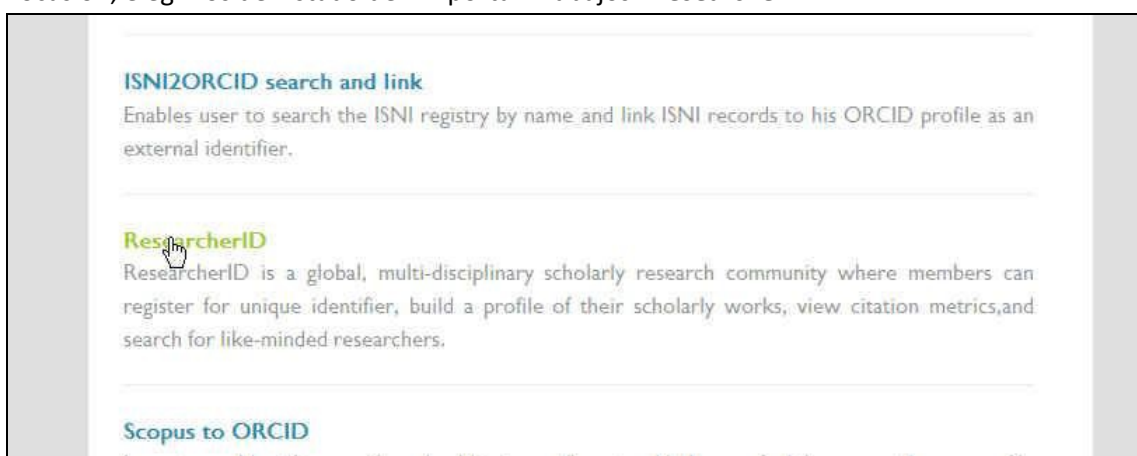 ISNI2ORCID search and link
Enables user to search the ISNI registry by name and link ISNI records to his ORCID profile as an
external identifier.
ResearcherID
ResearcherID is a global, multi-disciplinary scholarly research community where members can
register for unique identifier, build a profile of their scholarly works, view citation metrics,and
search for like-minded researchers.
Scopus to ORCID